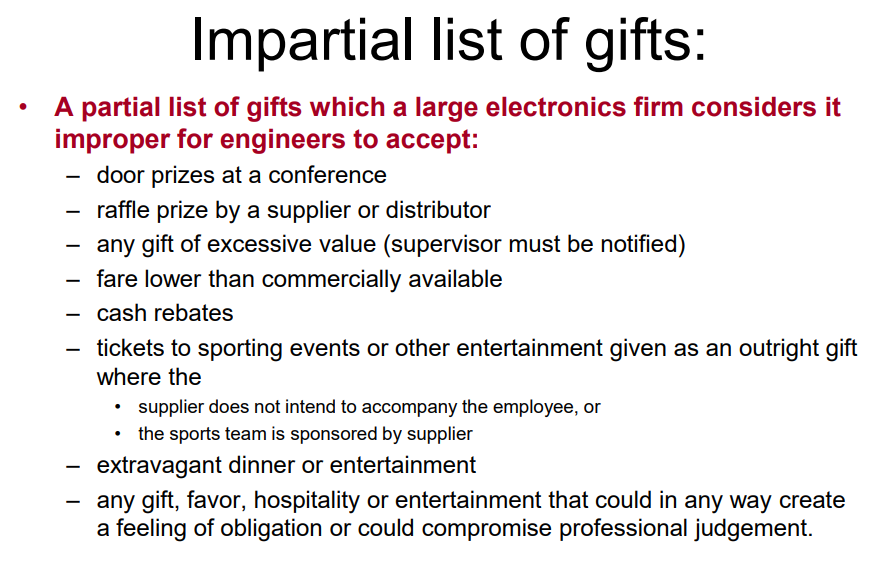 Impartial list of gifts:
• A partial list of gifts which a large electronics firm considers it
improper for engineers to accept:
– door prizes at a conference
– raffle prize by a supplier or distributor
– any gift of excessive value (supervisor must be notified)
– fare lower than commercially available
– cash rebates
– tickets to sporting events or other entertainment given as an outright gift
where the
• supplier does not intend to accompany the employee, or
• the sports team is sponsored by supplier
– extravagant dinner or entertainment
– any gift, favor, hospitality or entertainment that could in any way create
a feeling of obligation or could compromise professional judgement.